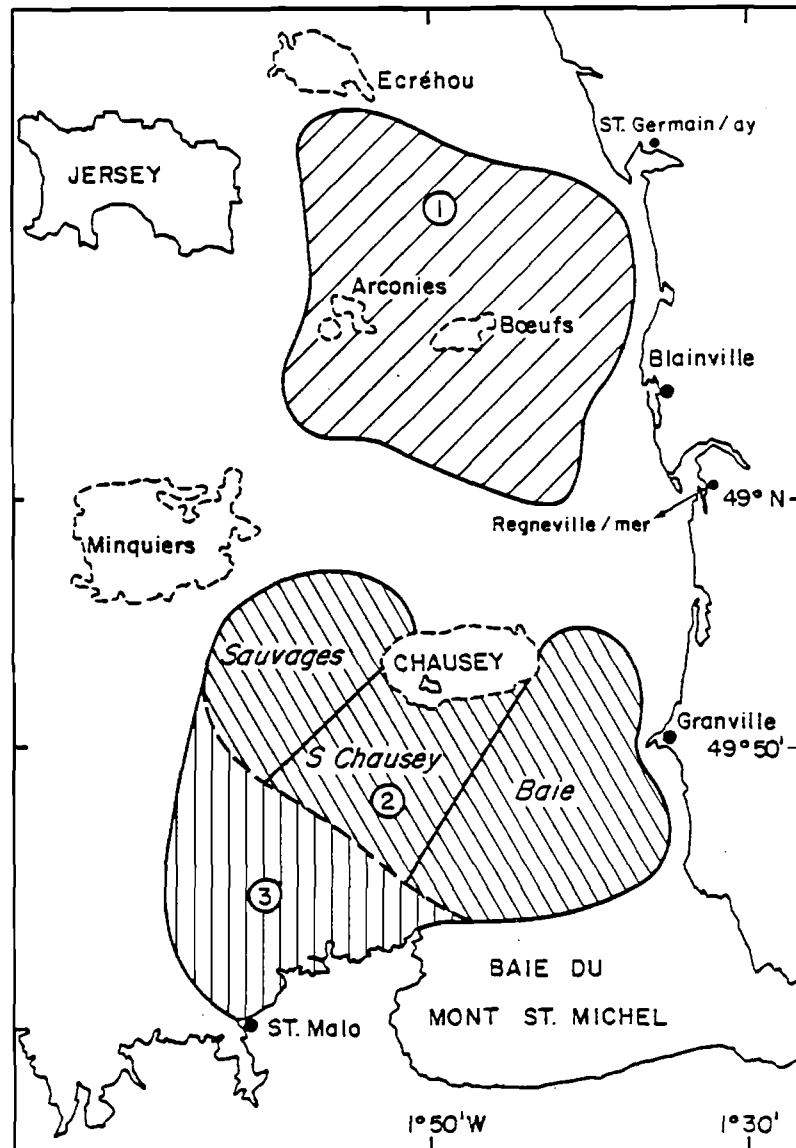 Ecréhou
ST. Germain / ay
JERSEY
1
Arconies
Bœufs
Blainville
49° N
Regneville / mer
Minquiers
Sauvages
CHAUSEY
Granville
49° 50'
S Chausey
Baie
2
3
BAIE DU
MONT ST. MICHEL
ST. Malo
1° 50' W
1° 30'